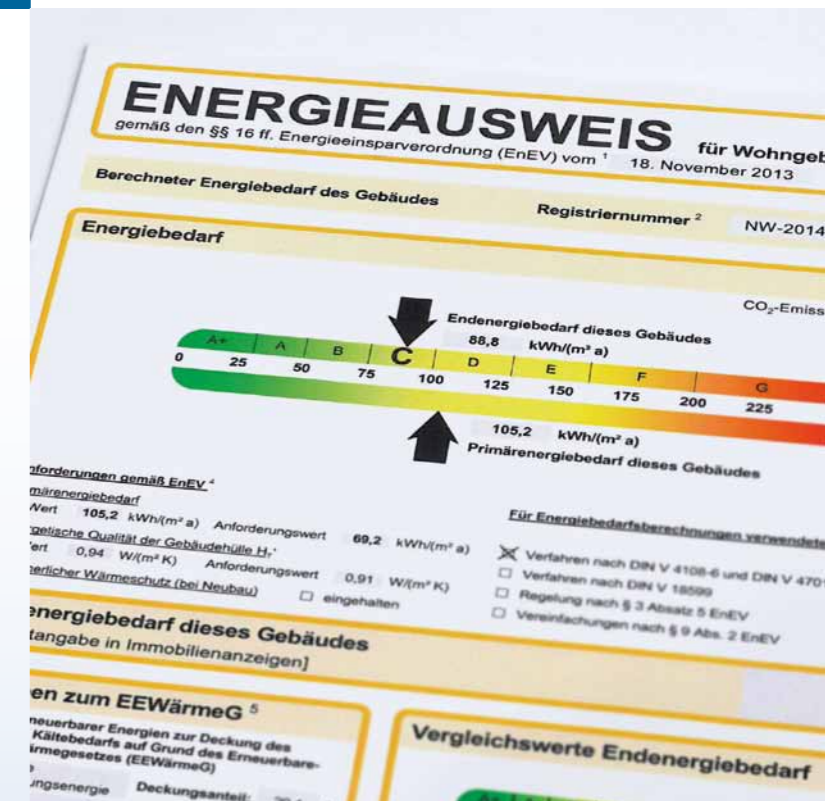 ENERGIEAUSWEIS für Wohngeb
gemäß den §§ 16 ff. Energieeinsparverordnung (EnEV) vom ¹ 18. November 2013
Berechneter Energiebedarf des Gebäudes Registriernummer ² NW-2014
Energiebedarf
CO₂-Emiss
Endenergiebedarf dieses Gebäudes
88,8 kWh/(m² a)
A+ A B C D E F G
0 25 50 75 100 125 150 175 200 225
105,2 kWh/(m² a)
Primärenergiebedarf dieses Gebäudes
nforderungen gemäß EnEV ⁴
märenergiebedarf
Wert 105,2 kWh/(m² a) Anforderungswert 69,2 kWh/(m² a)
getische Qualität der Gebäudehülle H_T'
ert 0,94 W/(m² K) Anforderungswert 0,91 W/(m² K)
erlicher Wärmeschutz (bei Neubau) ☐ eingehalten
Für Energiebedarfsberechnungen verwendete
☒ Verfahren nach DIN V 4108-6 und DIN V 470
☐ Verfahren nach DIN V 18599
☐ Regelung nach § 3 Absatz 5 EnEV
☐ Vereinfachungen nach § 9 Abs. 2 EnEV
energiebedarf dieses Gebäudes
tangabe in Immobilienanzeigen]
en zum EEWärmeG ⁵
neuerbarer Energien zur Deckung des
Kältebedarfs auf Grund des Erneuerbare-
ärmegesetzes (EEWärmeG)
ungsenergie Deckungsanteil:
Vergleichswerte Endenergiebedarf
A+